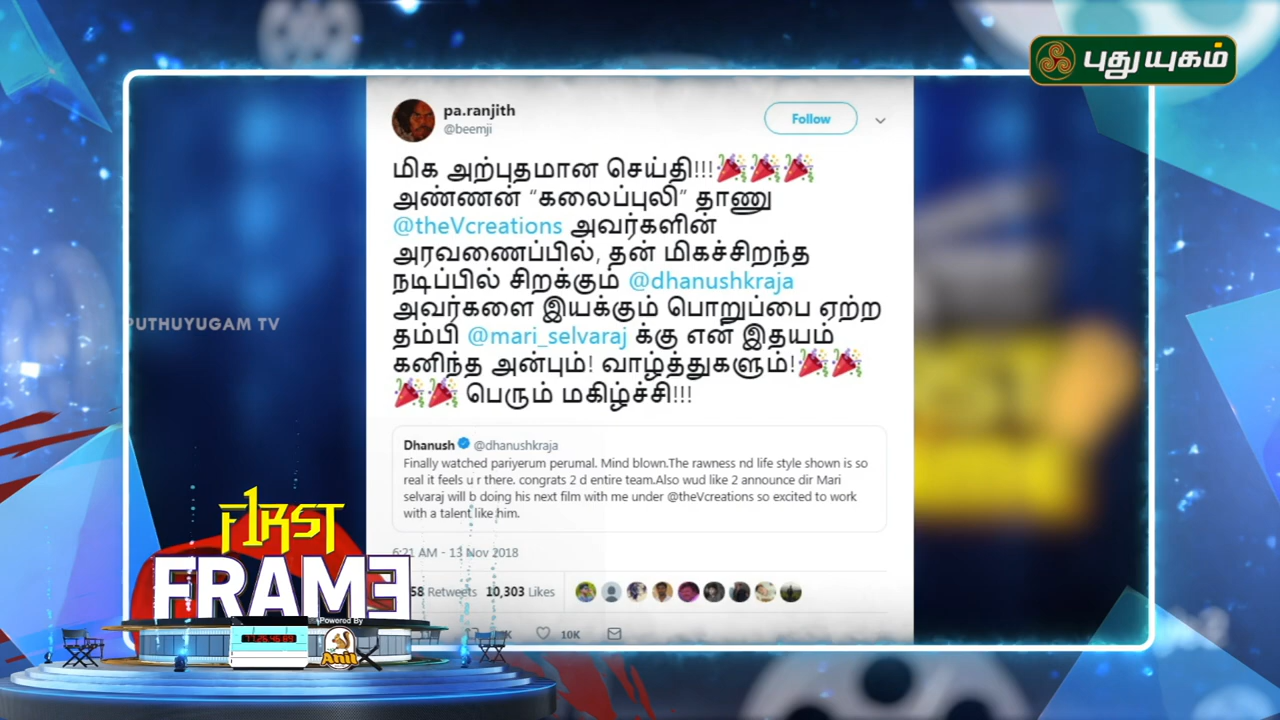 புதுயுகம்
pa.ranjith
@beemji
Follow
மிக அற்புதமான செய்தி!!!🎉🎉🎉
அண்ணன் “கலைப்புலி” தாணு
@theVcreations அவர்களின்
அரவணைப்பில், தன் மிகச்சிறந்த
நடிப்பில் சிறக்கும் @dhanushkraja
அவர்களை இயக்கும் பொறுப்பை ஏற்ற
தம்பி @mari_selvaraj க்கு என் இதயம்
கனிந்த அன்பும்! வாழ்த்துகளும்!🎉🎉
🎉🎉 பெரும் மகிழ்ச்சி!!!
PUTHUYUGAM TV
Dhanush @dhanushkraja
Finally watched pariyerum perumal. Mind blown.The rawness nd life style shown is so
real it feels u r there. congrats 2 d entire team.Also wud like 2 announce dir Mari
selvaraj will b doing his next film with me under @theVcreations so excited to work
with a talent like him.
6:21 AM - 13 Nov 2018
58 Retweets 10,303 Likes
10K
F1RST
FRAME
Powered By
Anil